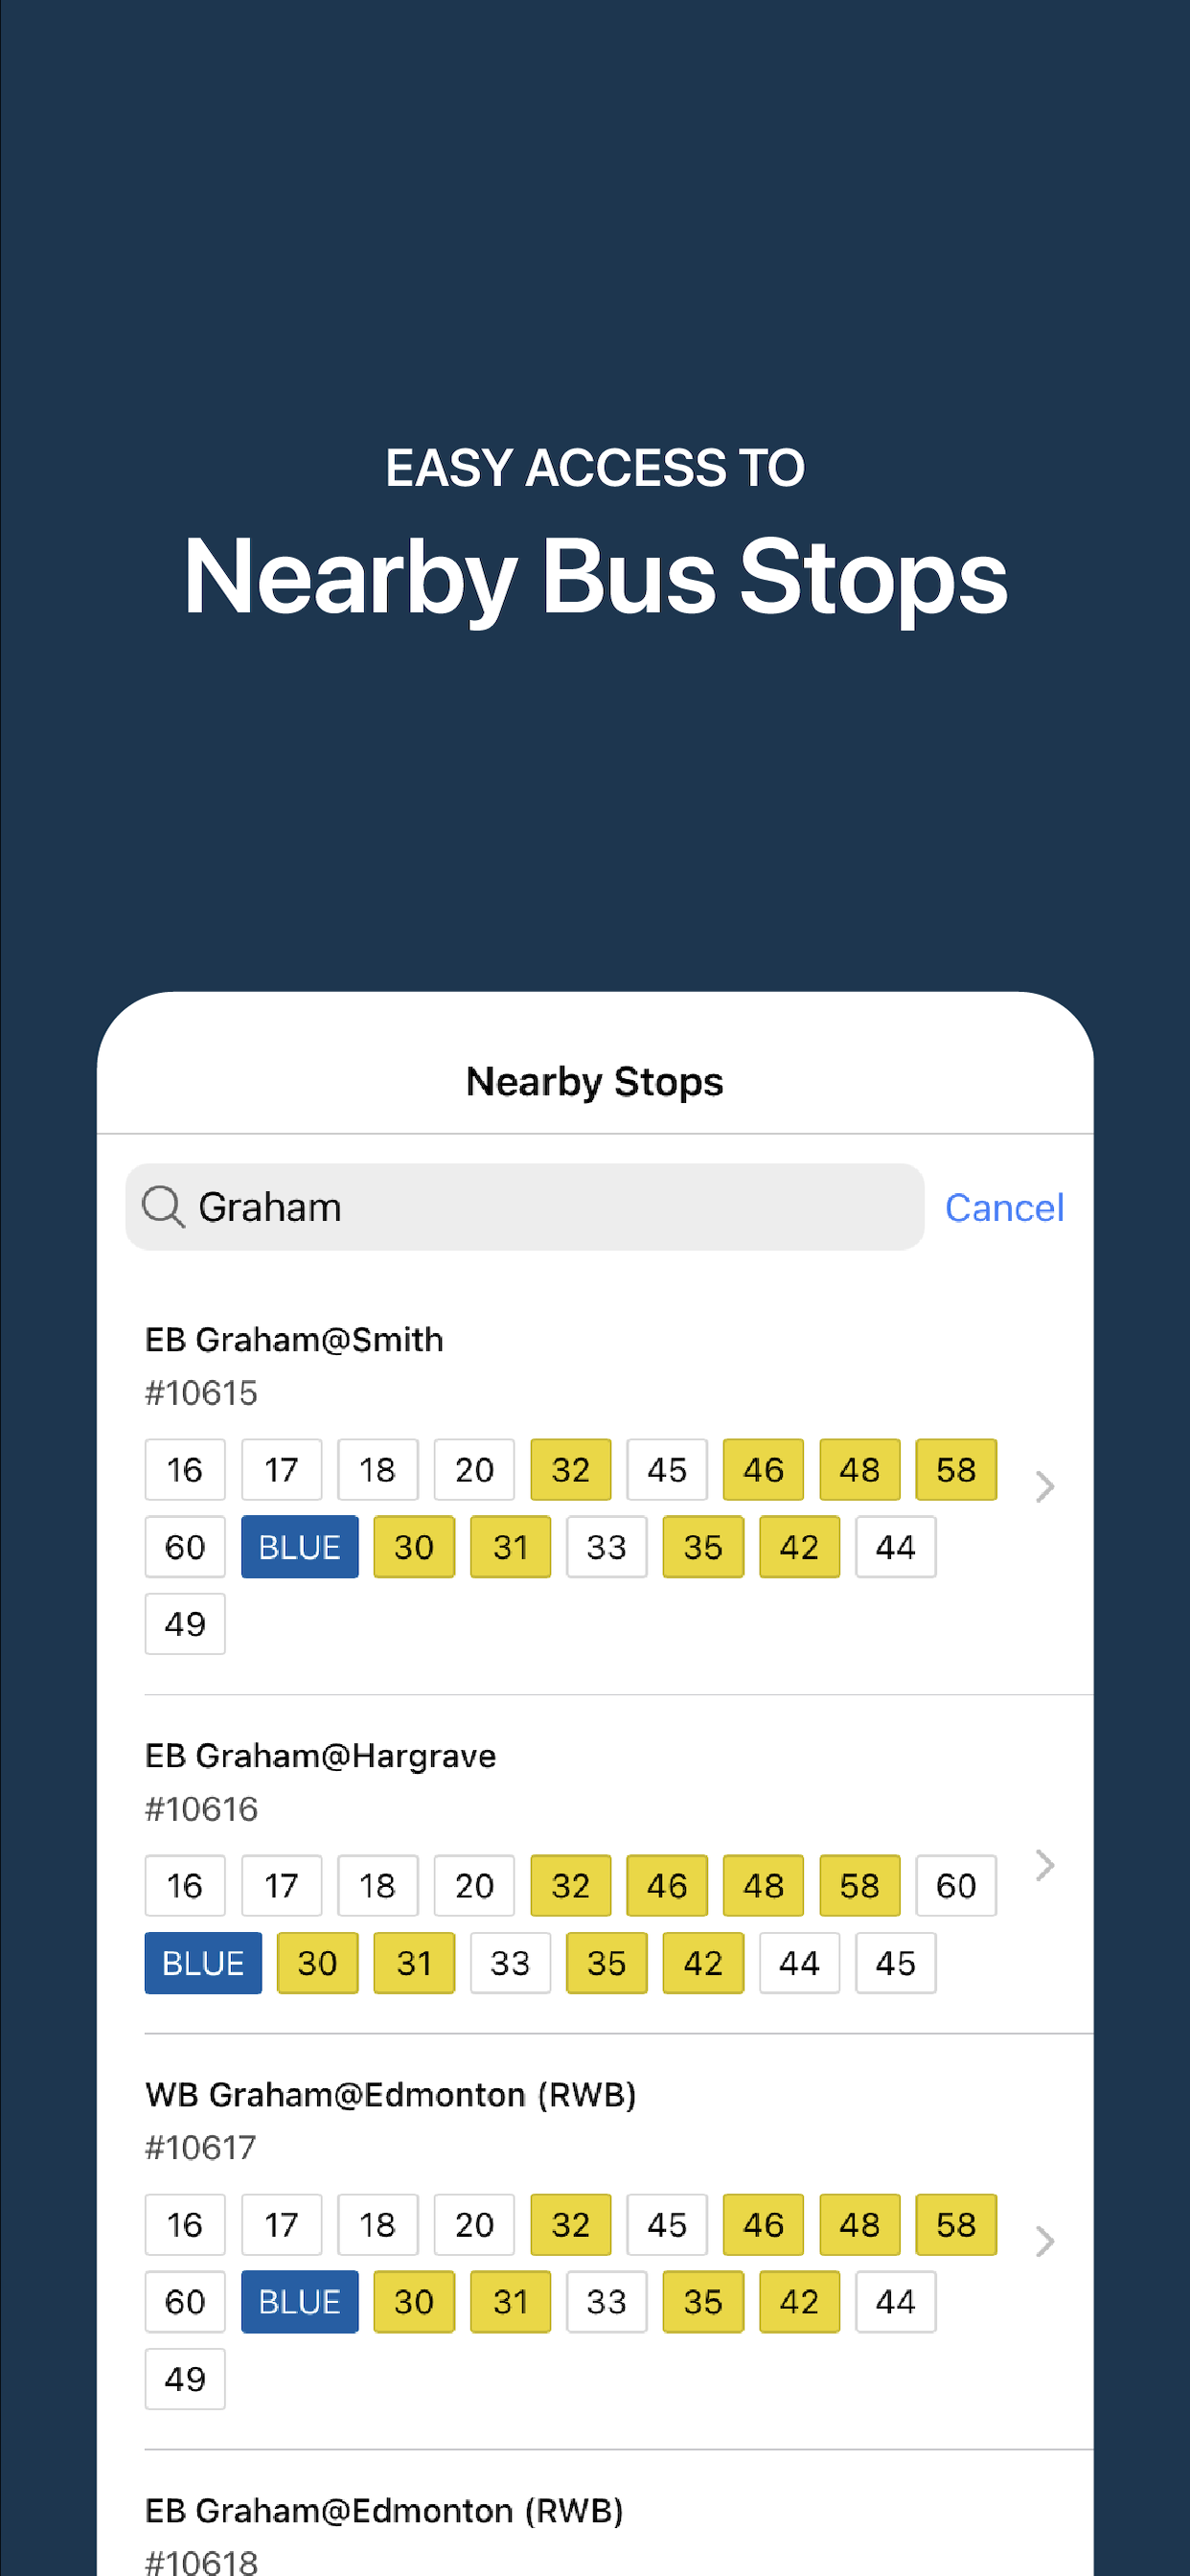 EASY ACCESS TO
Nearby Bus Stops
Nearby Stops
Graham Cancel
EB Graham@Smith
#10615
16 17 18 20 32 45 46 48 58
60 BLUE 30 31 33 35 42 44
49
EB Graham@Hargrave
#10616
16 17 18 20 32 46 48 58 60
BLUE 30 31 33 35 42 44 45
WB Graham@Edmonton (RWB)
#10617
16 17 18 20 32 45 46 48 58
60 BLUE 30 31 33 35 42 44
49
EB Graham@Edmonton (RWB)
#10618